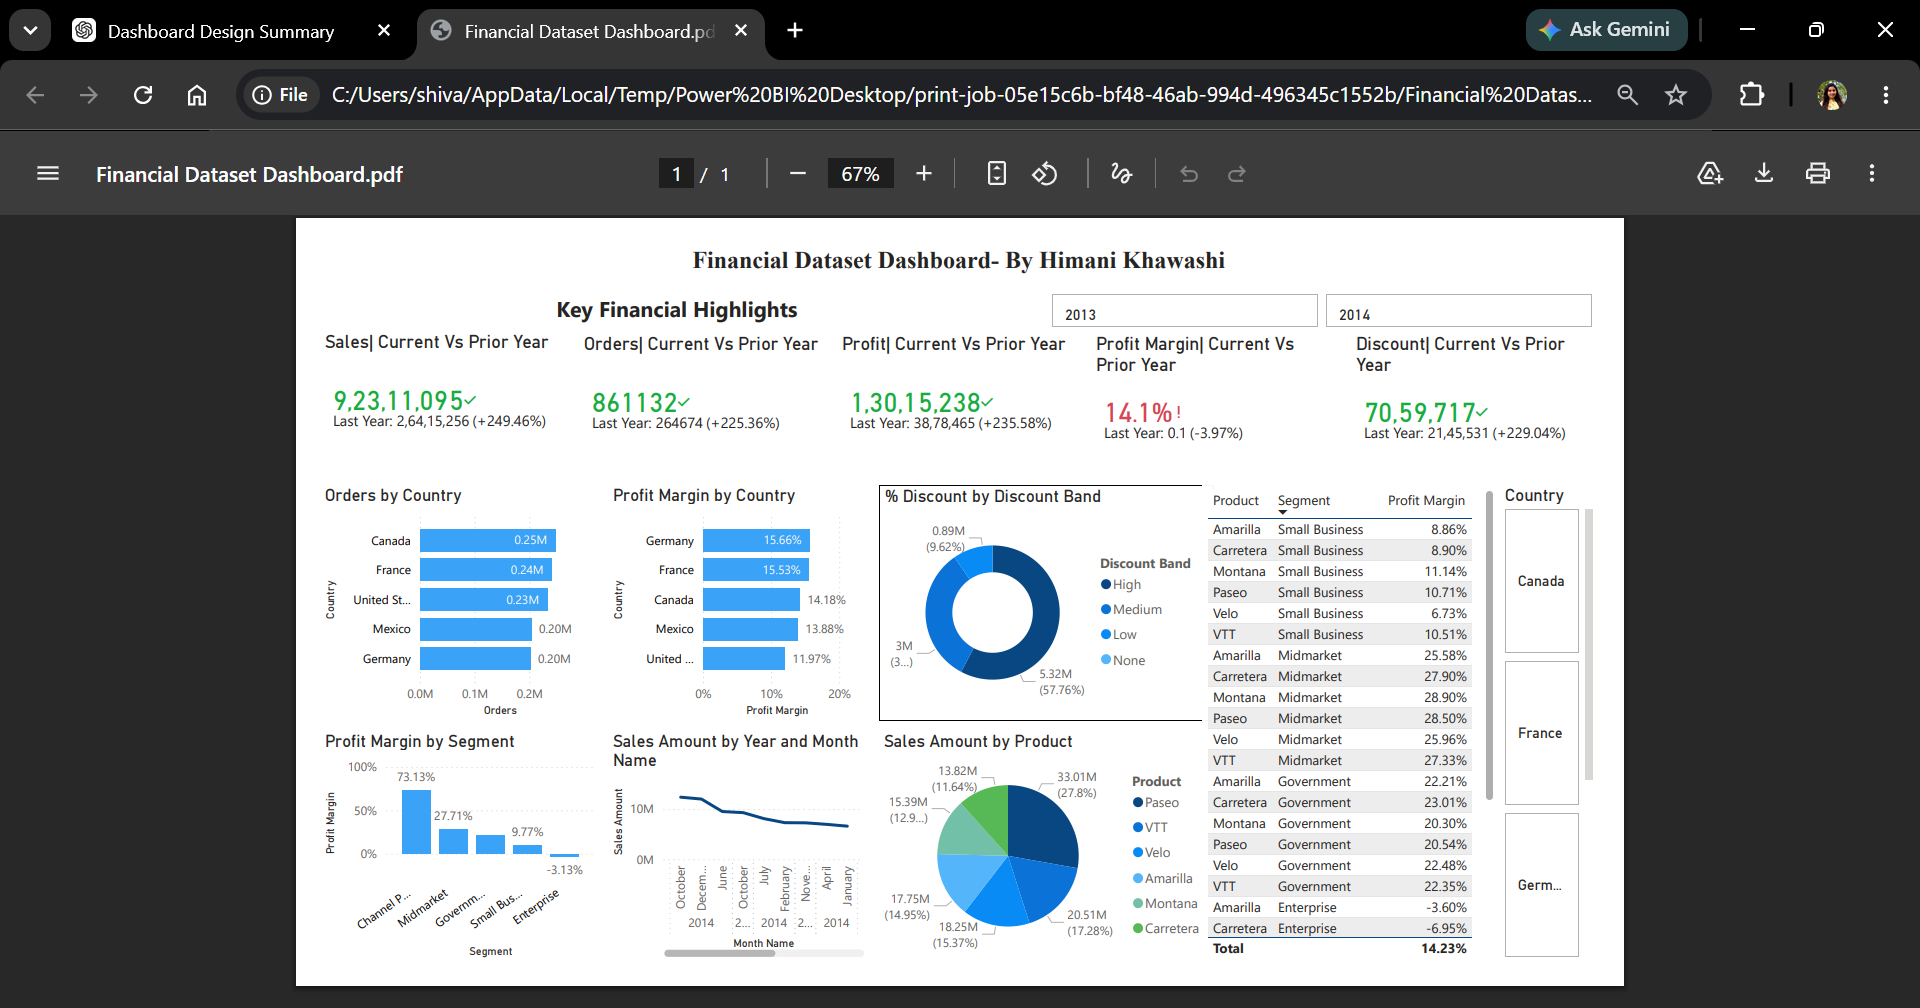 Dashboard Design Summary
Financial Dataset Dashboard.pd
Ask Gemini
File
C:/Users/shiva/AppData/Local/Temp/Power%20BI%20Desktop/print-job-05e15c6b-bf48-46ab-994d-496345c1552b/Financial%20Datas...
Financial Dataset Dashboard.pdf
1 / 1
67%
Financial Dataset Dashboard- By Himani Khawashi
Key Financial Highlights
2013
2014
Sales| Current Vs Prior Year
9,23,11,095
Last Year: 2,64,15,256 (+249.46%)
Orders| Current Vs Prior Year
861132
Last Year: 264674 (+225.36%)
Profit| Current Vs Prior Year
1,30,15,238
Last Year: 38,78,465 (+235.58%)
Profit Margin| Current Vs
Prior Year
14.1%!
Last Year: 0.1 (-3.97%)
Discount| Current Vs Prior
Year
70,59,717
Last Year: 21,45,531 (+229.04%)
Orders by Country
Country
Canada 0.25M
France 0.24M
United St... 0.23M
Mexico 0.20M
Germany 0.20M
0.0M 0.1M 0.2M
Orders
Profit Margin by Country
Country
Germany 15.66%
France 15.53%
Canada 14.18%
Mexico 13.88%
United ... 11.97%
0% 10% 20%
Profit Margin
% Discount by Discount Band
0.89M
(9.62%)
3M
(3...)
5.32M
(57.76%)
Discount Band
High
Medium
Low
None
Product Segment Profit Margin
Amarilla Small Business 8.86%
Carretera Small Business 8.90%
Montana Small Business 11.14%
Paseo Small Business 10.71%
Velo Small Business 6.73%
VTT Small Business 10.51%
Amarilla Midmarket 25.58%
Carretera Midmarket 27.90%
Montana Midmarket 28.90%
Paseo Midmarket 28.50%
Velo Midmarket 25.96%
VTT Midmarket 27.33%
Amarilla Government 22.21%
Carretera Government 23.01%
Montana Government 20.30%
Paseo Government 20.54%
Velo Government 22.48%
VTT Government 22.35%
Amarilla Enterprise -3.60%
Carretera Enterprise -6.95%
Total 14.23%
Country
Canada
France
Germ...
Profit Margin by Segment
Profit Margin
100%
50%
0%
73.13%
27.71%
9.77%
-3.13%
Channel P...
Midmarket
Governm...
Small Bus...
Enterprise
Segment
Sales Amount by Year and Month
Name
Sales Amount
10M
0M
October
Decem...
June
October
July
February
Nove...
April
January
2014 2... 2014 2... 2014
Month Name
Sales Amount by Product
13.82M
(11.64%)
33.01M
(27.8%)
15.39M
(12.9...)
17.75M
(14.95%)
18.25M
(15.37%)
20.51M
(17.28%)
Product
Paseo
VTT
Velo
Amarilla
Montana
Carretera